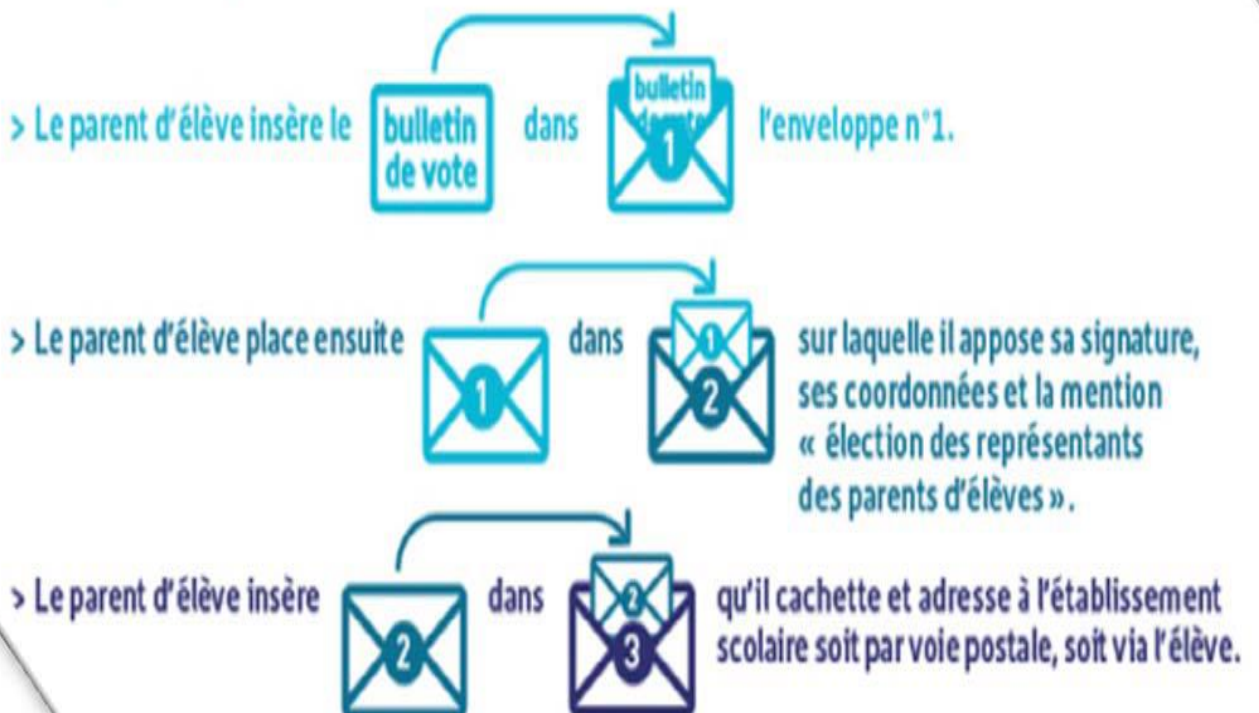 > Le parent d'élève insère le bulletin de vote dans bulletin de vote 1 l'enveloppe n°1.
> Le parent d'élève place ensuite 1 dans 1 2 sur laquelle il appose sa signature,
ses coordonnées et la mention
« élection des représentants
des parents d'élèves ».
> Le parent d'élève insère 2 dans 2 3 qu'il cachette et adresse à l'établissement
scolaire soit par voie postale, soit via l'élève.